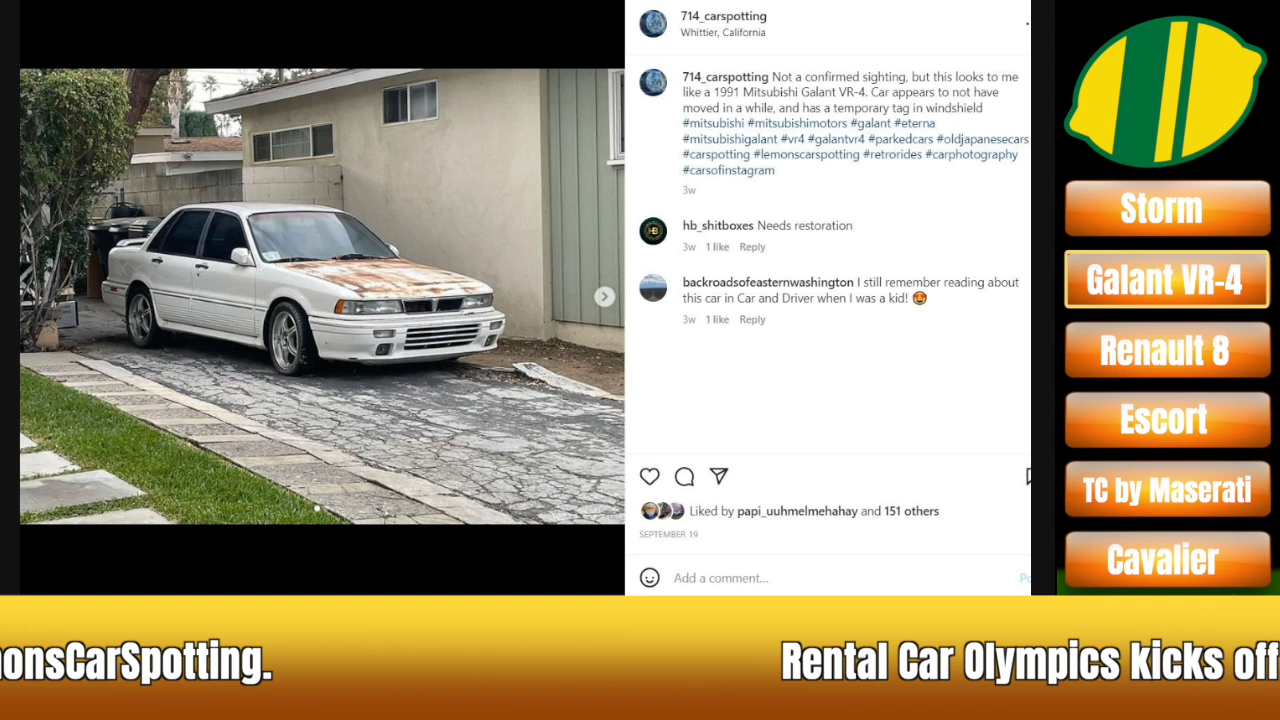 714_carspotting
Whittier, California
714_carspotting Not a confirmed sighting, but this looks to me
like a 1991 Mitsubishi Galant VR-4. Car appears to not have
moved in a while, and has a temporary tag in windshield
#mitsubishi #mitsubishimotors #galant #eterna
#mitsubishigalant #vr4 #galantvr4 #parkedcars #oldjapanesecars
#carspotting #lemonscarspotting #retrorides #carphotography
#carsofinstagram
3w
hb_shitboxes Needs restoration
3w 1 like Reply
backroadsofeasternwashington I still remember reading about
this car in Car and Driver when I was a kid! 😍
3w 1 like Reply
Liked by papi_uuhmelmehahay and 151 others
SEPTEMBER 19
Add a comment...
Po
Storm
Galant VR-4
Renault 8
Escort
TC by Maserati
Cavalier
onsCarSpotting.
Rental Car Olympics kicks off